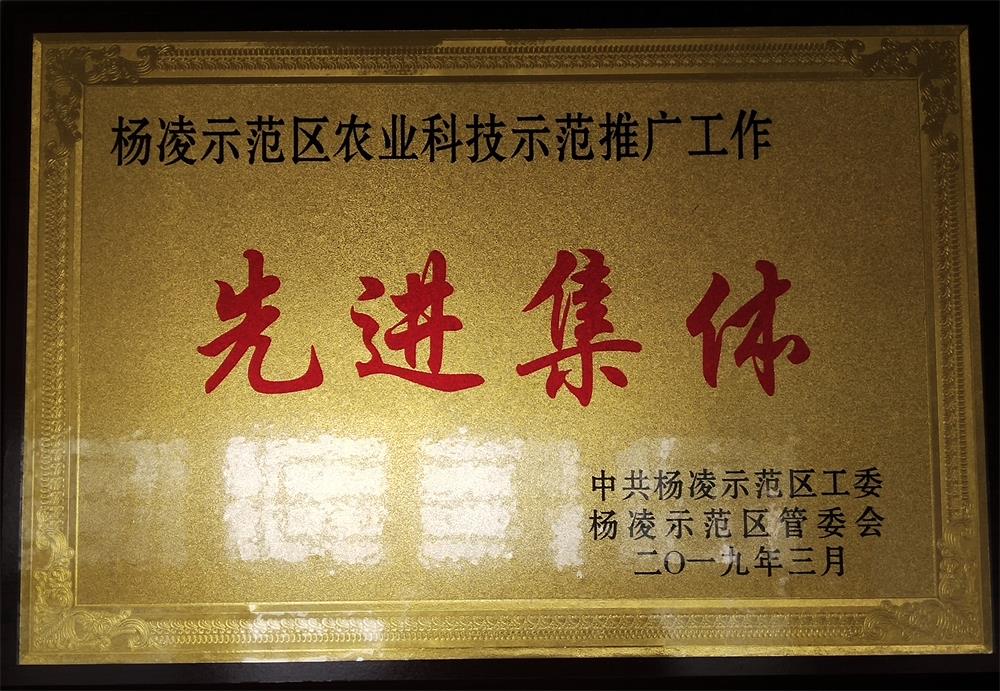 杨凌示范区农业科技示范推广工作
先进集体
中共杨凌示范区工委
杨凌示范区管委会
二〇一九年三月